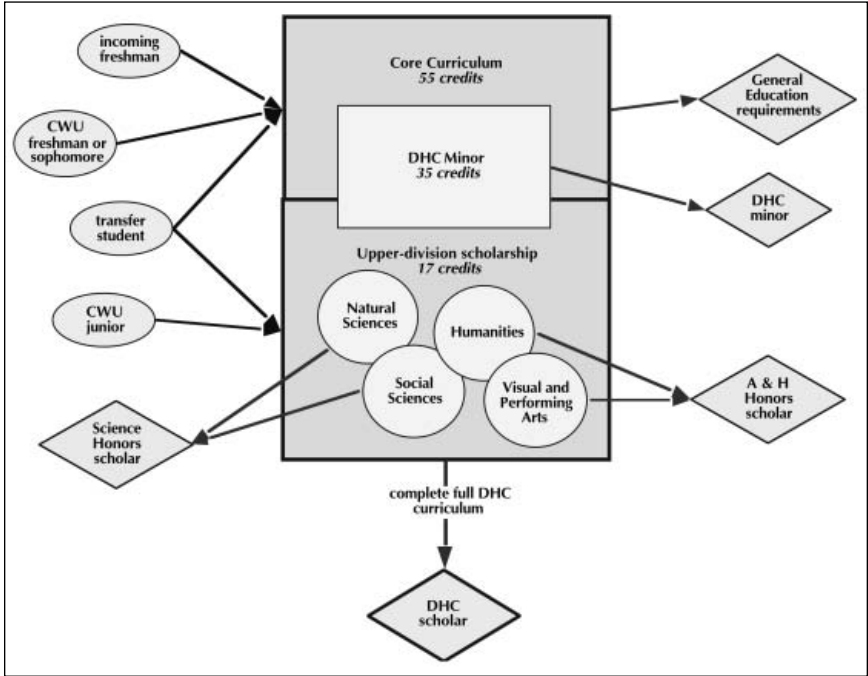 incoming
freshman
CWU
freshman or
sophomore
transfer
student
CWU
junior
Core Curriculum
55 credits
DHC Minor
35 credits
Upper-division scholarship
17 credits
Natural
Sciences
Humanities
Social
Sciences
Visual and
Performing
Arts
General
Education
requirements
DHC
minor
A & H
Honors
scholar
Science
Honors
scholar
complete full DHC
curriculum
DHC
scholar